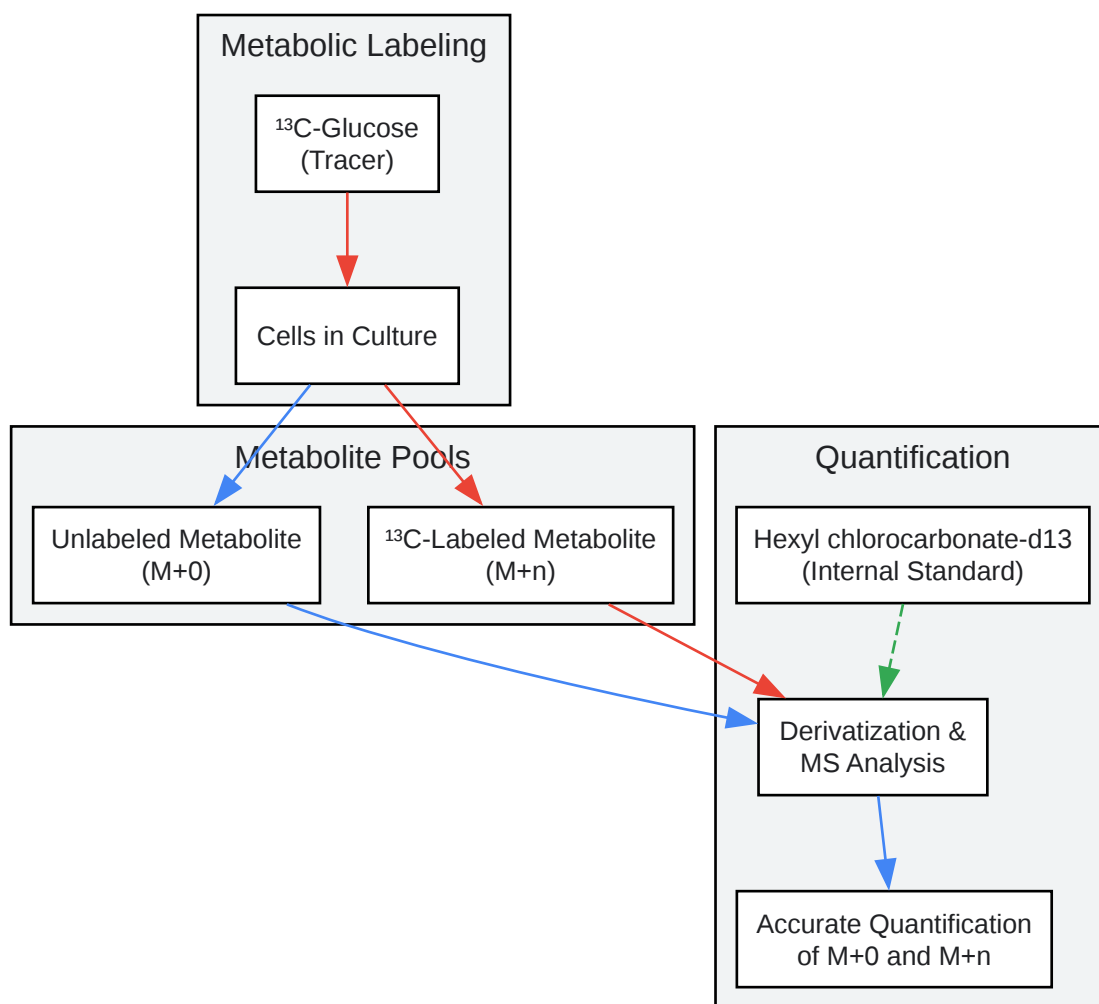 Metabolic Labeling
¹³C-Glucose
(Tracer)
Cells in Culture
Metabolite Pools
Unlabeled Metabolite
(M+0)
¹³C-Labeled Metabolite
(M+n)
Quantification
Hexyl chlorocarbonate-d13
(Internal Standard)
Derivatization &
MS Analysis
Accurate Quantification
of M+0 and M+n